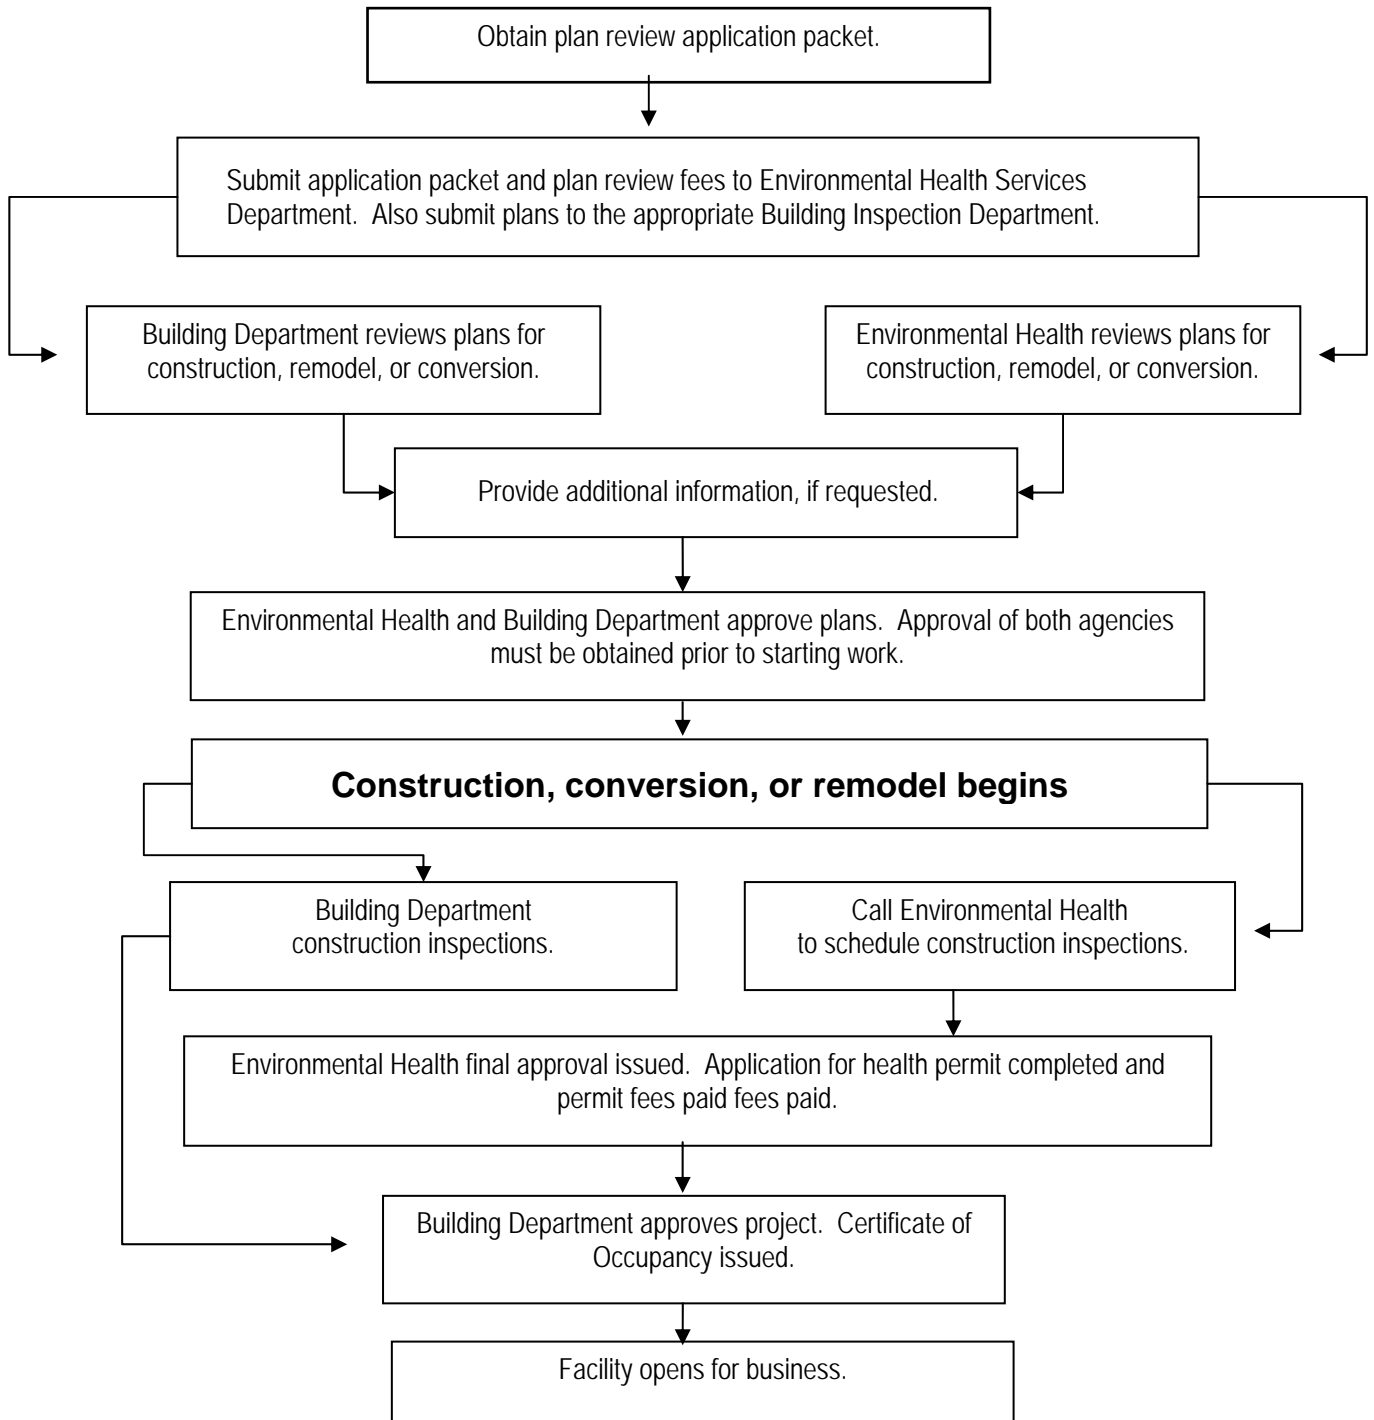 Obtain plan review application packet.
Submit application packet and plan review fees to Environmental Health Services
Department.  Also submit plans to the appropriate Building Inspection Department.
Building Department reviews plans for
construction, remodel, or conversion.
Environmental Health reviews plans for
construction, remodel, or conversion.
Provide additional information, if requested.
Environmental Health and Building Department approve plans.  Approval of both agencies
must be obtained prior to starting work.
Construction, conversion, or remodel begins
Building Department
construction inspections.
Call Environmental Health
to schedule construction inspections.
Environmental Health final approval issued.  Application for health permit completed and
permit fees paid fees paid.
Building Department approves project.  Certificate of
Occupancy issued.
Facility opens for business.